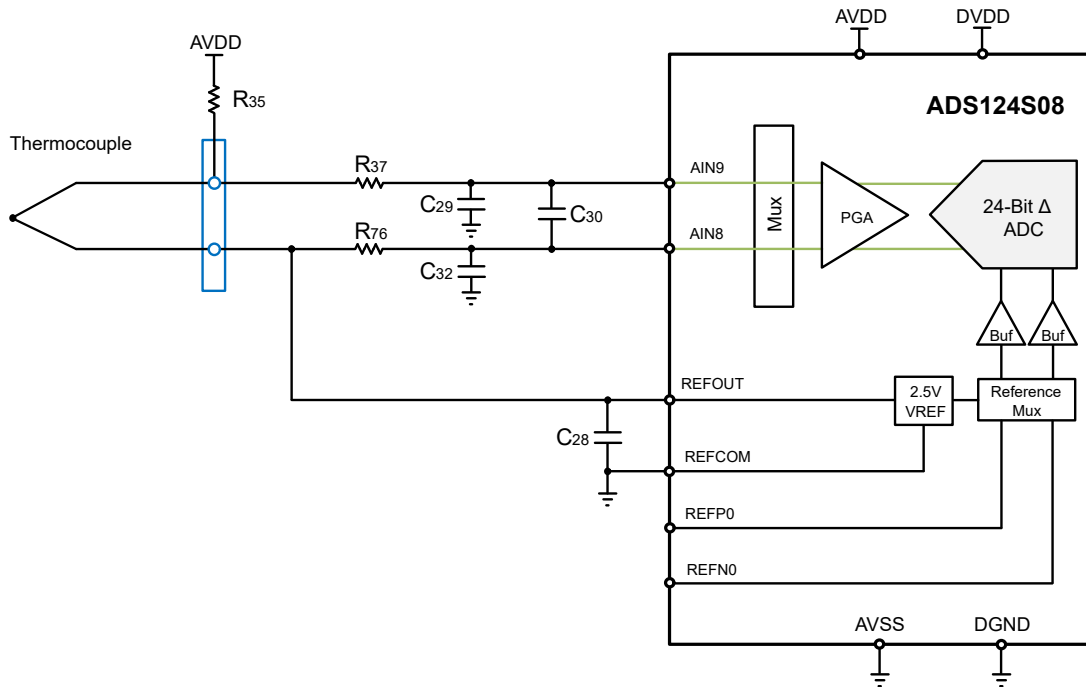 AVDD
DVDD
AVDD
ADS124S08
R35
Thermocouple
R37
AIN9
C29
C30
Mux
PGA
24-Bit Δ
ADC
R76
AIN8
C32
Buf
Buf
REFOUT
2.5V
VREF
Reference
Mux
C28
REFCOM
REFP0
REFN0
AVSS
DGND